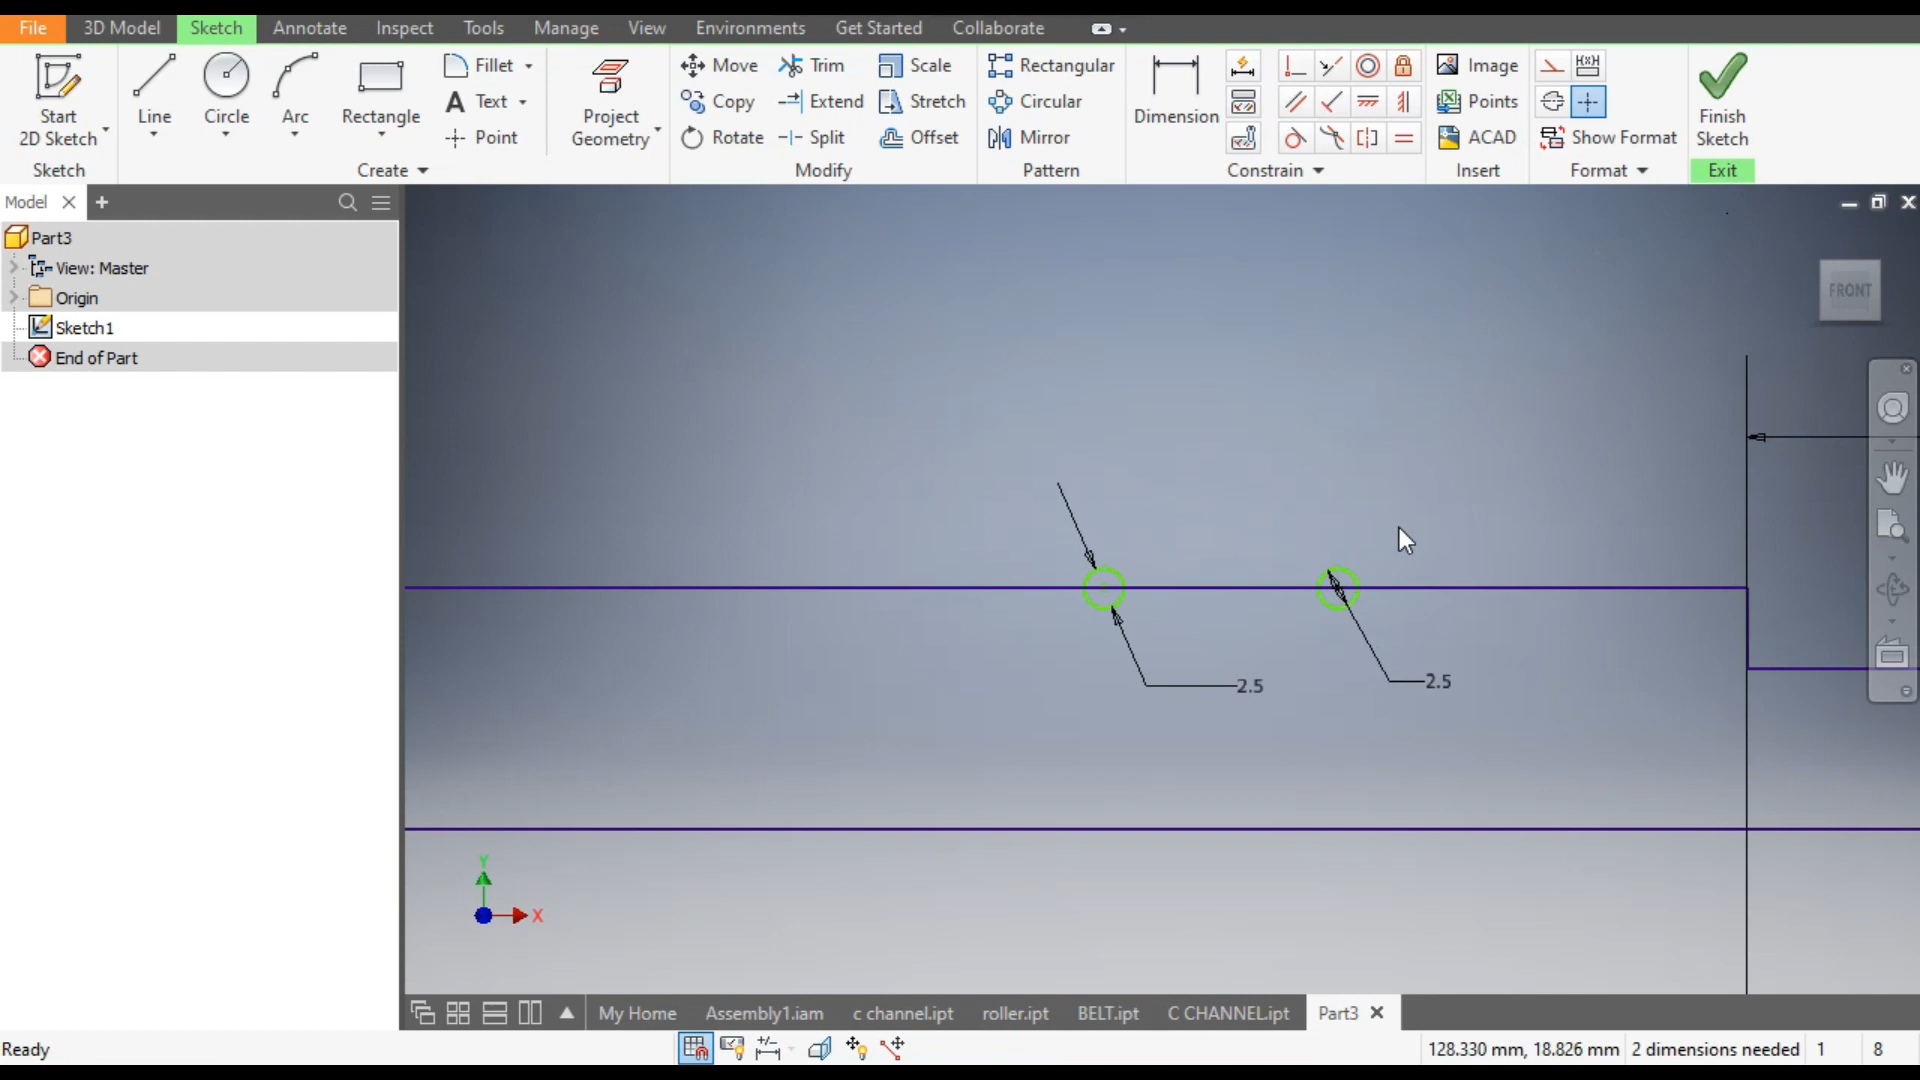 File 3D Model Sketch Annotate Inspect Tools Manage View Environments Get Started Collaborate
Start
2D Sketch
Line
Circle
Arc
Rectangle
Fillet
Text
Point
Project
Geometry
Move
Copy
Rotate
Trim
Extend
Split
Scale
Stretch
Offset
Rectangular
Circular
Mirror
Dimension
Image
Points
ACAD
Show Format
Finish
Sketch
Sketch
Create
Modify
Pattern
Constrain
Insert
Format
Exit
Model
Part3
View: Master
Origin
Sketch1
End of Part
FRONT
2.5
2.5
Y
X
My Home Assembly1.iam c channel.ipt roller.ipt BELT.ipt C CHANNEL.ipt Part3
Ready
128.330 mm, 18.826 mm 2 dimensions needed 1 8